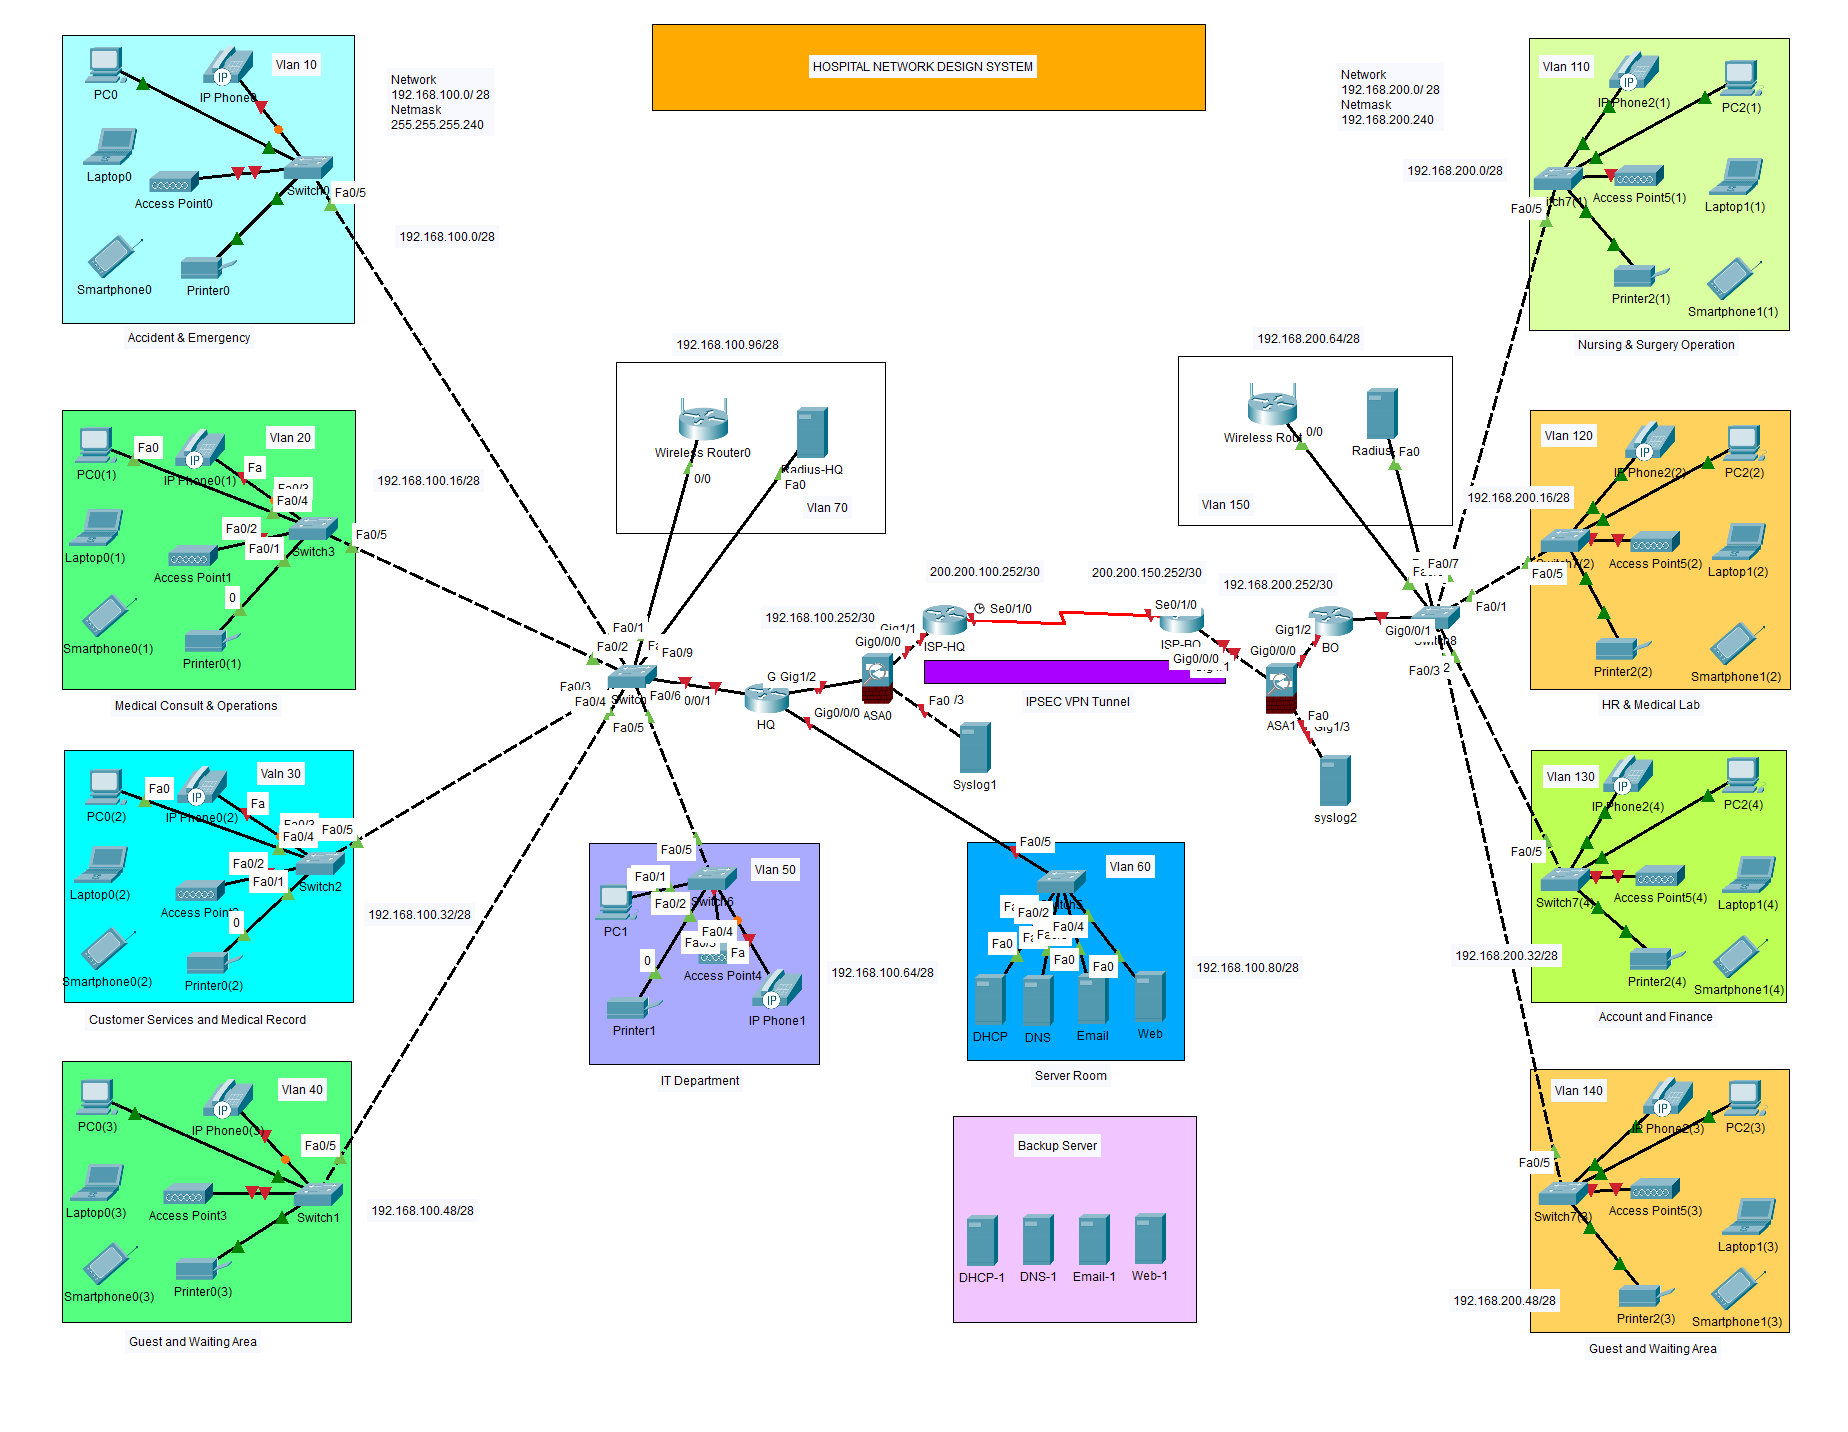 HOSPITAL NETWORK DESIGN SYSTEM
Vlan 10
PC0
IP Phone0
Laptop0
Access Point0
Switch0
Fa0/5
Smartphone0
Printer0
Accident & Emergency
Network
192.168.100.0/ 28
Netmask
255.255.255.240
192.168.100.0/28
Vlan 20
PC0(1)
Fa0
IP Phone0(1)
Fa
Fa0/3
Fa0/4
Fa0/2
Fa0/1
Laptop0(1)
Access Point1
Switch3
Fa0/5
0
Smartphone0(1)
Printer0(1)
Medical Consult & Operations
192.168.100.16/28
Valn 30
PC0(2)
Fa0
IP Phone0(2)
Fa
Fa0/4
Fa0/5
Fa0/2
Fa0/1
Laptop0(2)
Switch2
0
Smartphone0(2)
Printer0(2)
Customer Services and Medical Record
192.168.100.32/28
Vlan 40
PC0(3)
IP Phone0(3)
Fa0/5
Laptop0(3)
Access Point3
Switch1
Smartphone0(3)
Printer0(3)
Guest and Waiting Area
192.168.100.48/28
192.168.100.96/28
Wireless Router0
0/0
Radius-HQ
Fa0
Vlan 70
Fa0/1
Fa0/2
Fa0/9
Fa0/3
Fa0/4
Fa0/6
Fa0/5
Switch
0/0/1
G
Gig1/2
HQ
Gig0/0/0
192.168.100.252/30
Gig0/0/0
Gig1/1
ASA0
Fa0
/3
Syslog1
200.200.100.252/30
ISP-HQ
Se0/1/0
IPSEC VPN Tunnel
200.200.150.252/30
Se0/1/0
ISP-BO
Gig0/0/0
192.168.200.252/30
Gig1/2
Gig0/0/0
ASA1
Fa0
Gig1/3
syslog2
BO
Gig0/0/1
192.168.200.64/28
0/0
Fa0
Vlan 150
Fa0/7
Fa0/1
Fa0/3
2
Vlan 50
Fa0/5
Fa0/1
Switch6
Fa0/2
PC1
Fa0/4
Fa
0
Access Point4
Printer1
IP Phone1
IT Department
192.168.100.64/28
Vlan 60
Fa0/5
Fa0/2
Fa0/4
Fa0
Fa0
Fa0
DHCP
DNS
Email
Web
Server Room
192.168.100.80/28
Backup Server
DHCP-1
DNS-1
Email-1
Web-1
Network
192.168.200.0/ 28
Netmask
192.168.200.240
192.168.200.0/28
Vlan 110
IP Phone2(1)
PC2(1)
Access Point5(1)
Laptop1(1)
Fa0/5
Printer2(1)
Smartphone1(1)
Nursing & Surgery Operation
192.168.200.16/28
Vlan 120
IP Phone2(2)
PC2(2)
Switch7(2)
Access Point5(2)
Laptop1(2)
Fa0/5
Printer2(2)
Smartphone1(2)
HR & Medical Lab
Vlan 130
IP Phone2(4)
PC2(4)
Fa0/5
Switch7(4)
Access Point5(4)
Laptop1(4)
Printer2(4)
Smartphone1(4)
Account and Finance
192.168.200.32/28
Vlan 140
IP Phone2(3)
PC2(3)
Fa0/5
Switch7(3)
Access Point5(3)
Laptop1(3)
Printer2(3)
Smartphone1(3)
Guest and Waiting Area
192.168.200.48/28